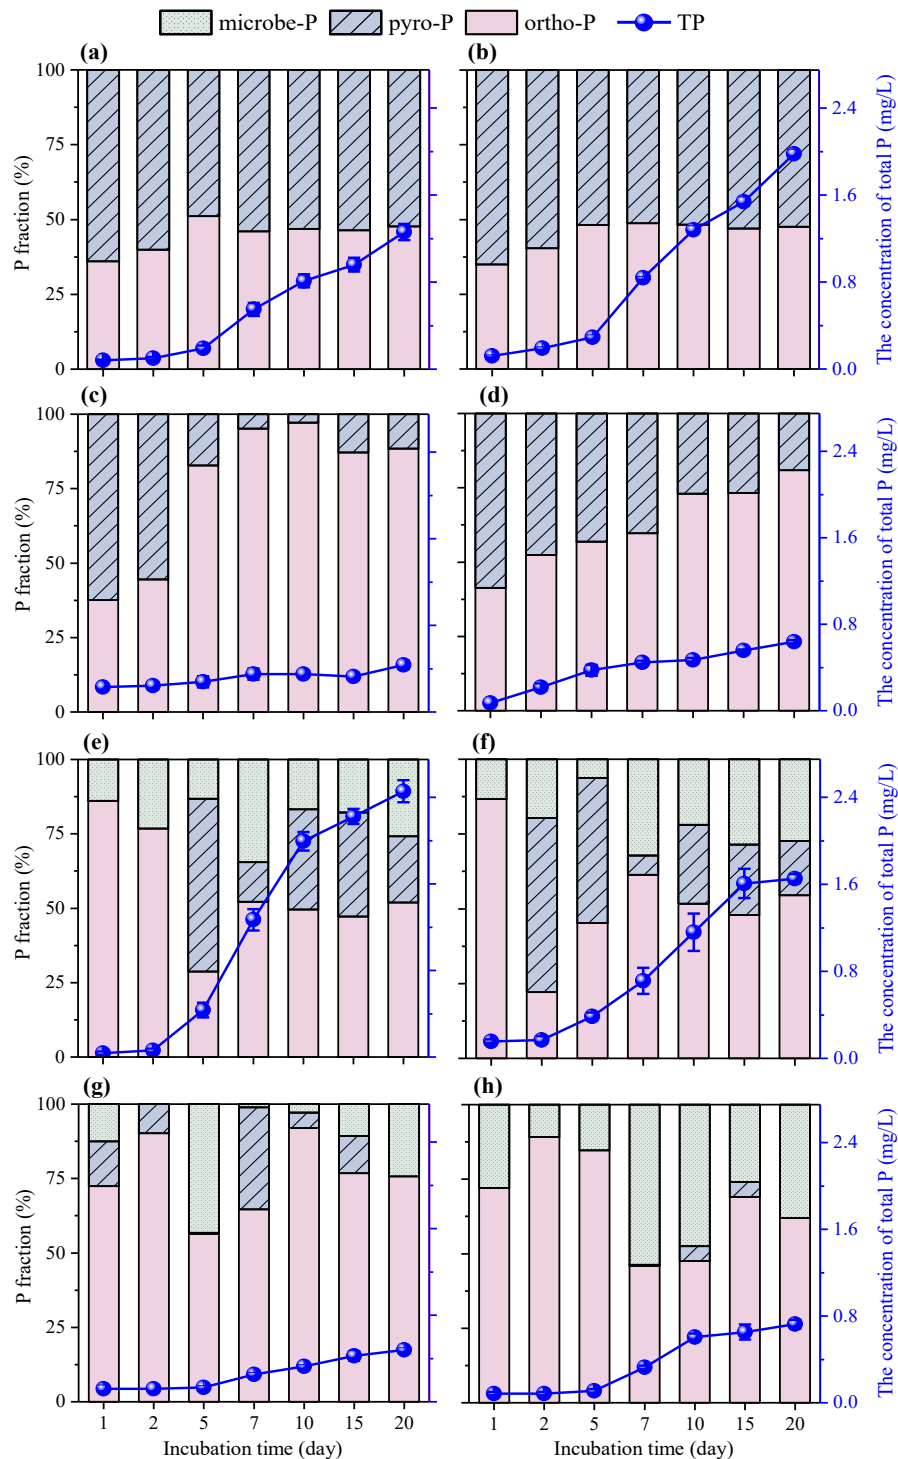 microbe-P pyro-P ortho-P TP
(a) (b)
100
75
50
25
0
P fraction (%)
2.4
1.6
0.8
0.0
The concentration of total P (mg/L)
(c) (d)
100
75
50
25
0
P fraction (%)
2.4
1.6
0.8
0.0
The concentration of total P (mg/L)
(e) (f)
100
75
50
25
0
P fraction (%)
2.4
1.6
0.8
0.0
The concentration of total P (mg/L)
(g) (h)
100
75
50
25
0
P fraction (%)
2.4
1.6
0.8
0.0
The concentration of total P (mg/L)
1 2 5 7 10 15 20 1 2 5 7 10 15 20
Incubation time (day) Incubation time (day)